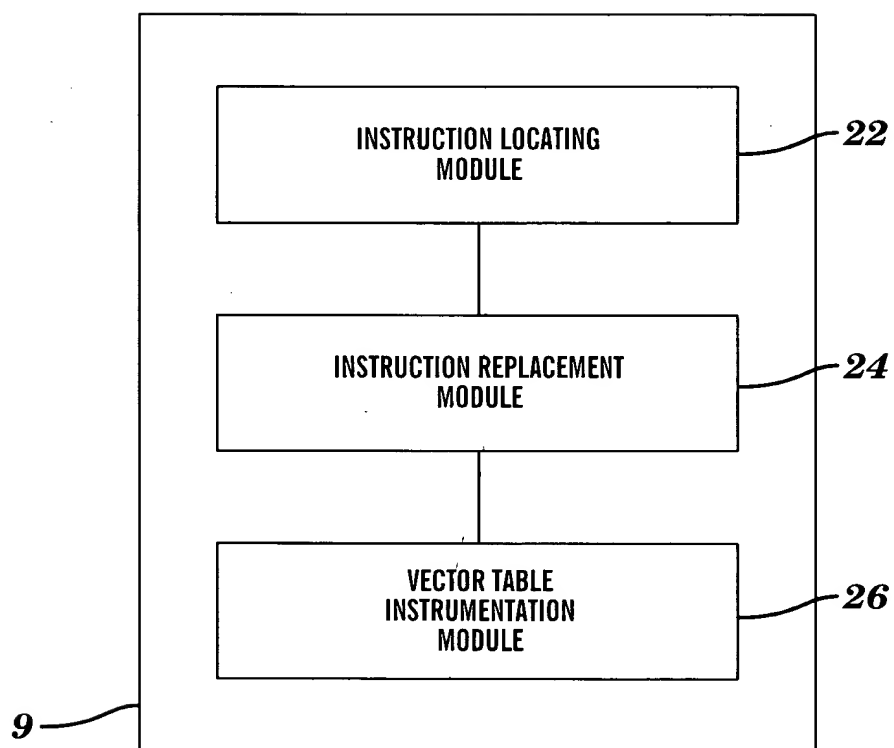 INSTRUCTION LOCATING
MODULE
22
INSTRUCTION REPLACEMENT
MODULE
24
VECTOR TABLE
INSTRUMENTATION
MODULE
26
9